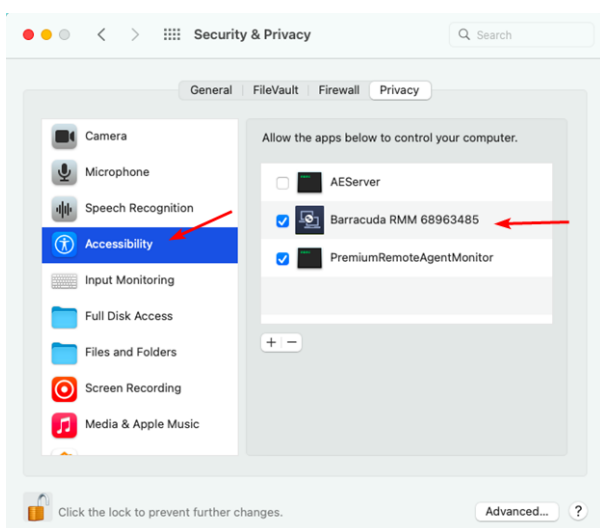 Security & Privacy
Search
General
FileVault
Firewall
Privacy
Camera
Microphone
Speech Recognition
Accessibility
Input Monitoring
Full Disk Access
Files and Folders
Screen Recording
Media & Apple Music
Allow the apps below to control your computer.
AEServer
Barracuda RMM 68963485
PremiumRemoteAgentMonitor
+ −
Click the lock to prevent further changes.
Advanced...
?